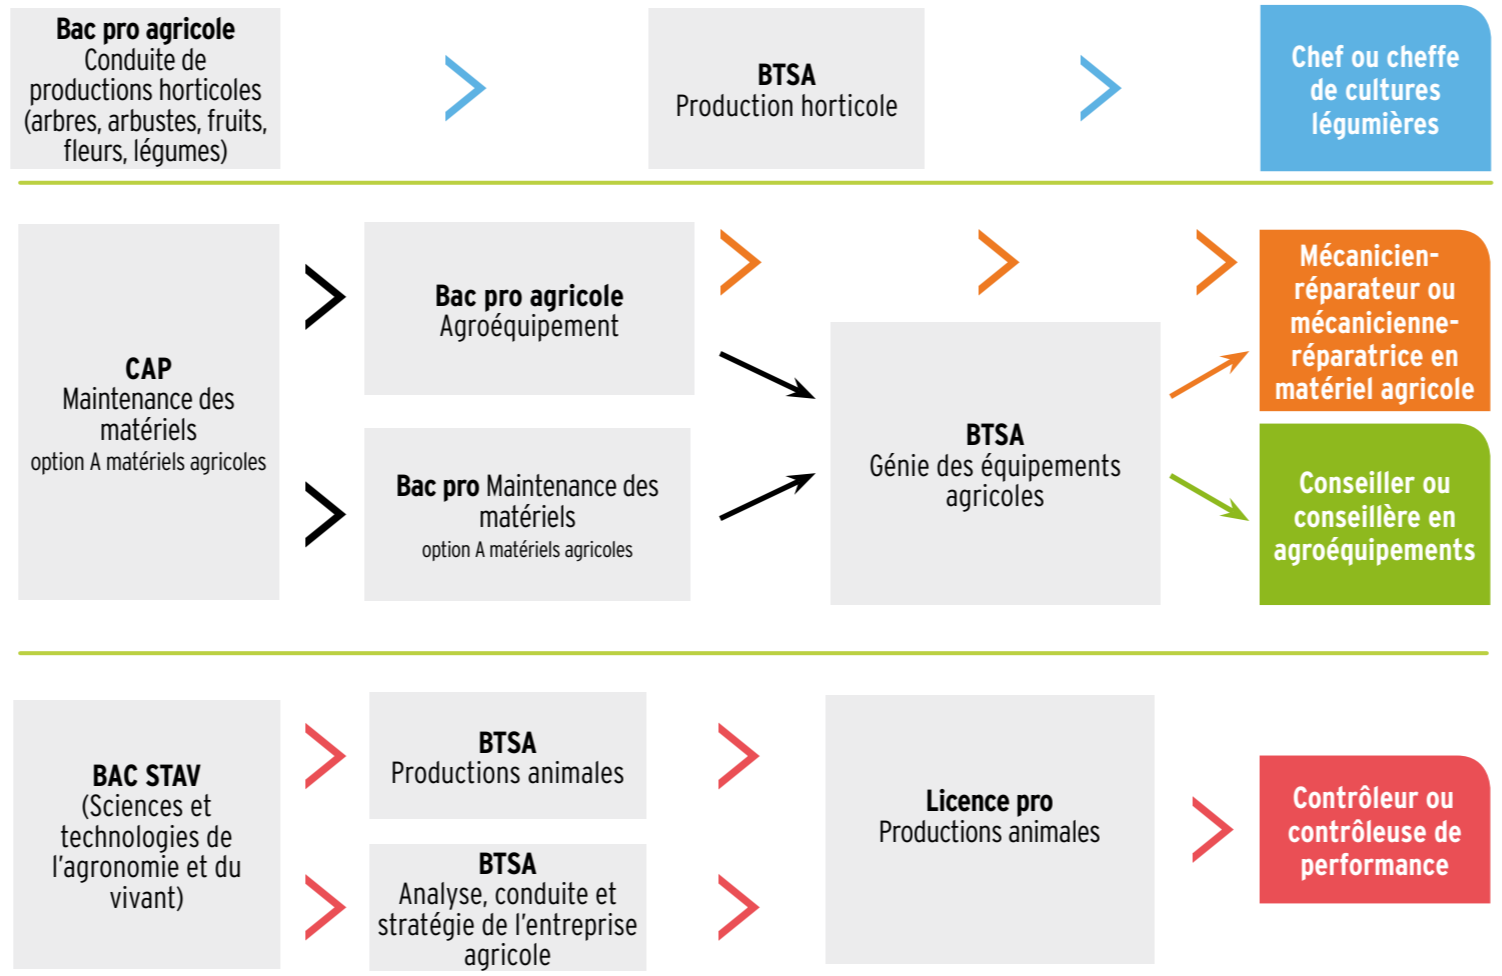 Bac pro agricole
Conduite de
productions horticoles
(arbres, arbustes, fruits,
fleurs, légumes)
BTSA
Production horticole
Chef ou cheffe
de cultures
légumières
CAP
Maintenance des
matériels
option A matériels agricoles
Bac pro agricole
Agroéquipement
Bac pro Maintenance des
matériels
option A matériels agricoles
BTSA
Génie des équipements
agricoles
Mécanicien-
réparateur ou
mécanicienne-
réparatrice en
matériel agricole
Conseiller ou
conseillère en
agroéquipements
BAC STAV
(Sciences et
technologies de
l'agronomie et du
vivant)
BTSA
Productions animales
BTSA
Analyse, conduite et
stratégie de l'entreprise
agricole
Licence pro
Productions animales
Contrôleur ou
contrôleuse de
performance